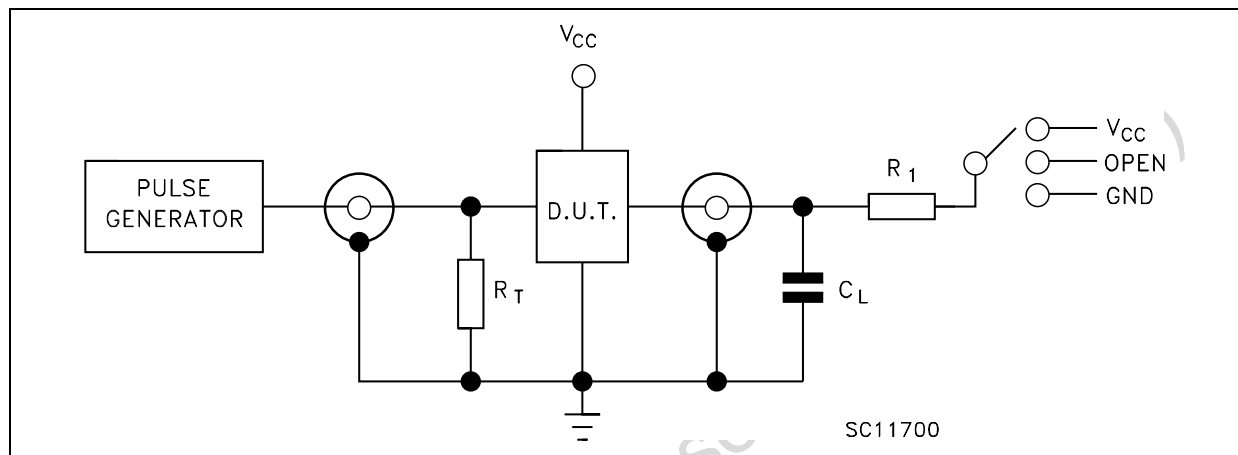 VCC
PULSE
GENERATOR
RT
D.U.T.
CL
R1
VCC
OPEN
GND
SC11700